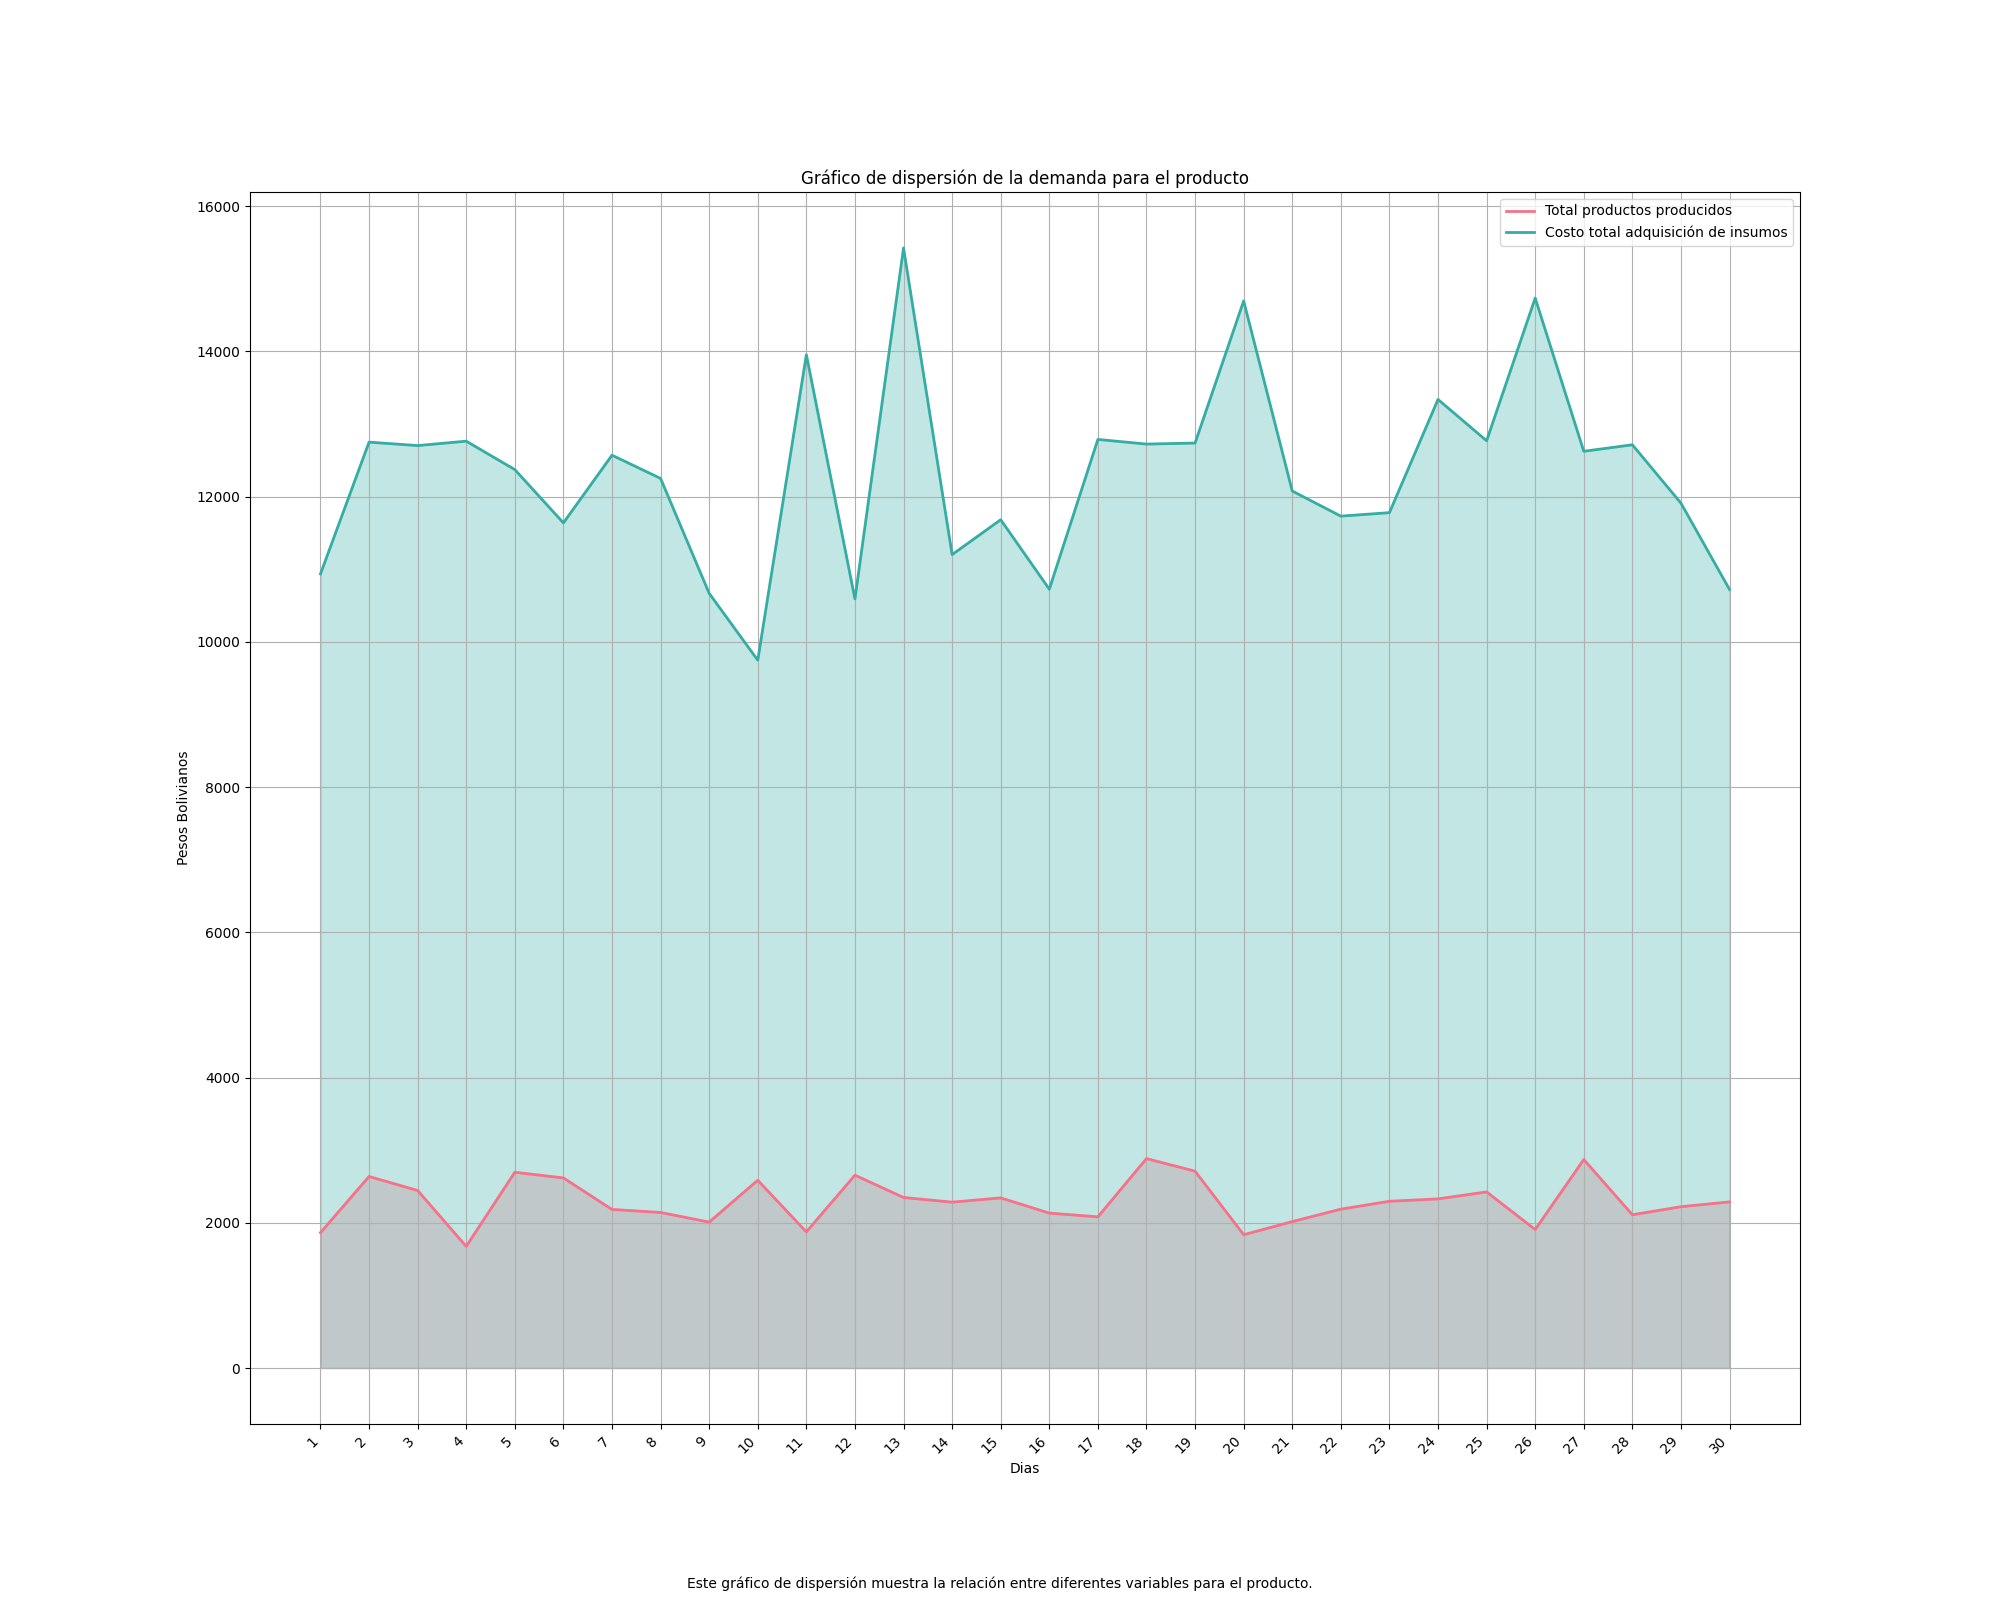 Gráfico de dispersión de la demanda para el producto
Total productos producidos
Costo total adquisición de insumos
16000
14000
12000
10000
8000
6000
4000
2000
0
Pesos Bolivianos
1 2 3 4 5 6 7 8 9 10 11 12 13 14 15 16 17 18 19 20 21 22 23 24 25 26 27 28 29 30
Dias
Este gráfico de dispersión muestra la relación entre diferentes variables para el producto.